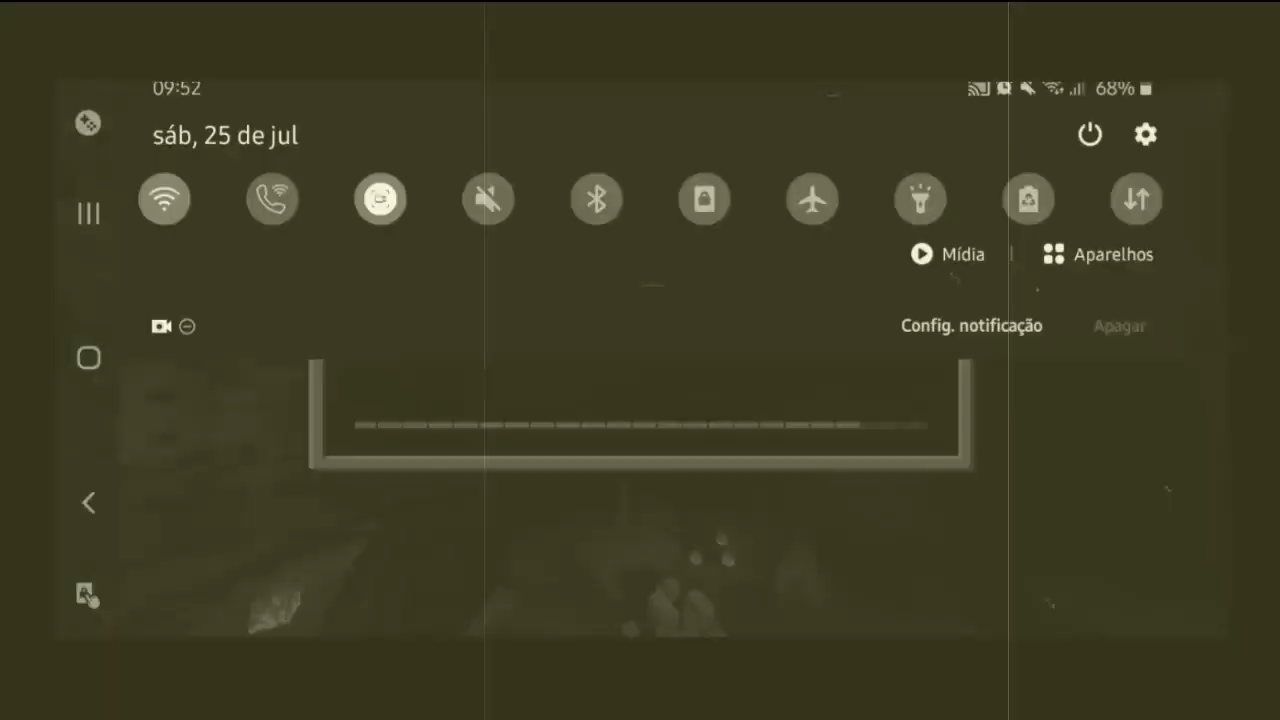 09:52
68%
sáb, 25 de jul
Mídia | Aparelhos
Config. notificação
Apagar